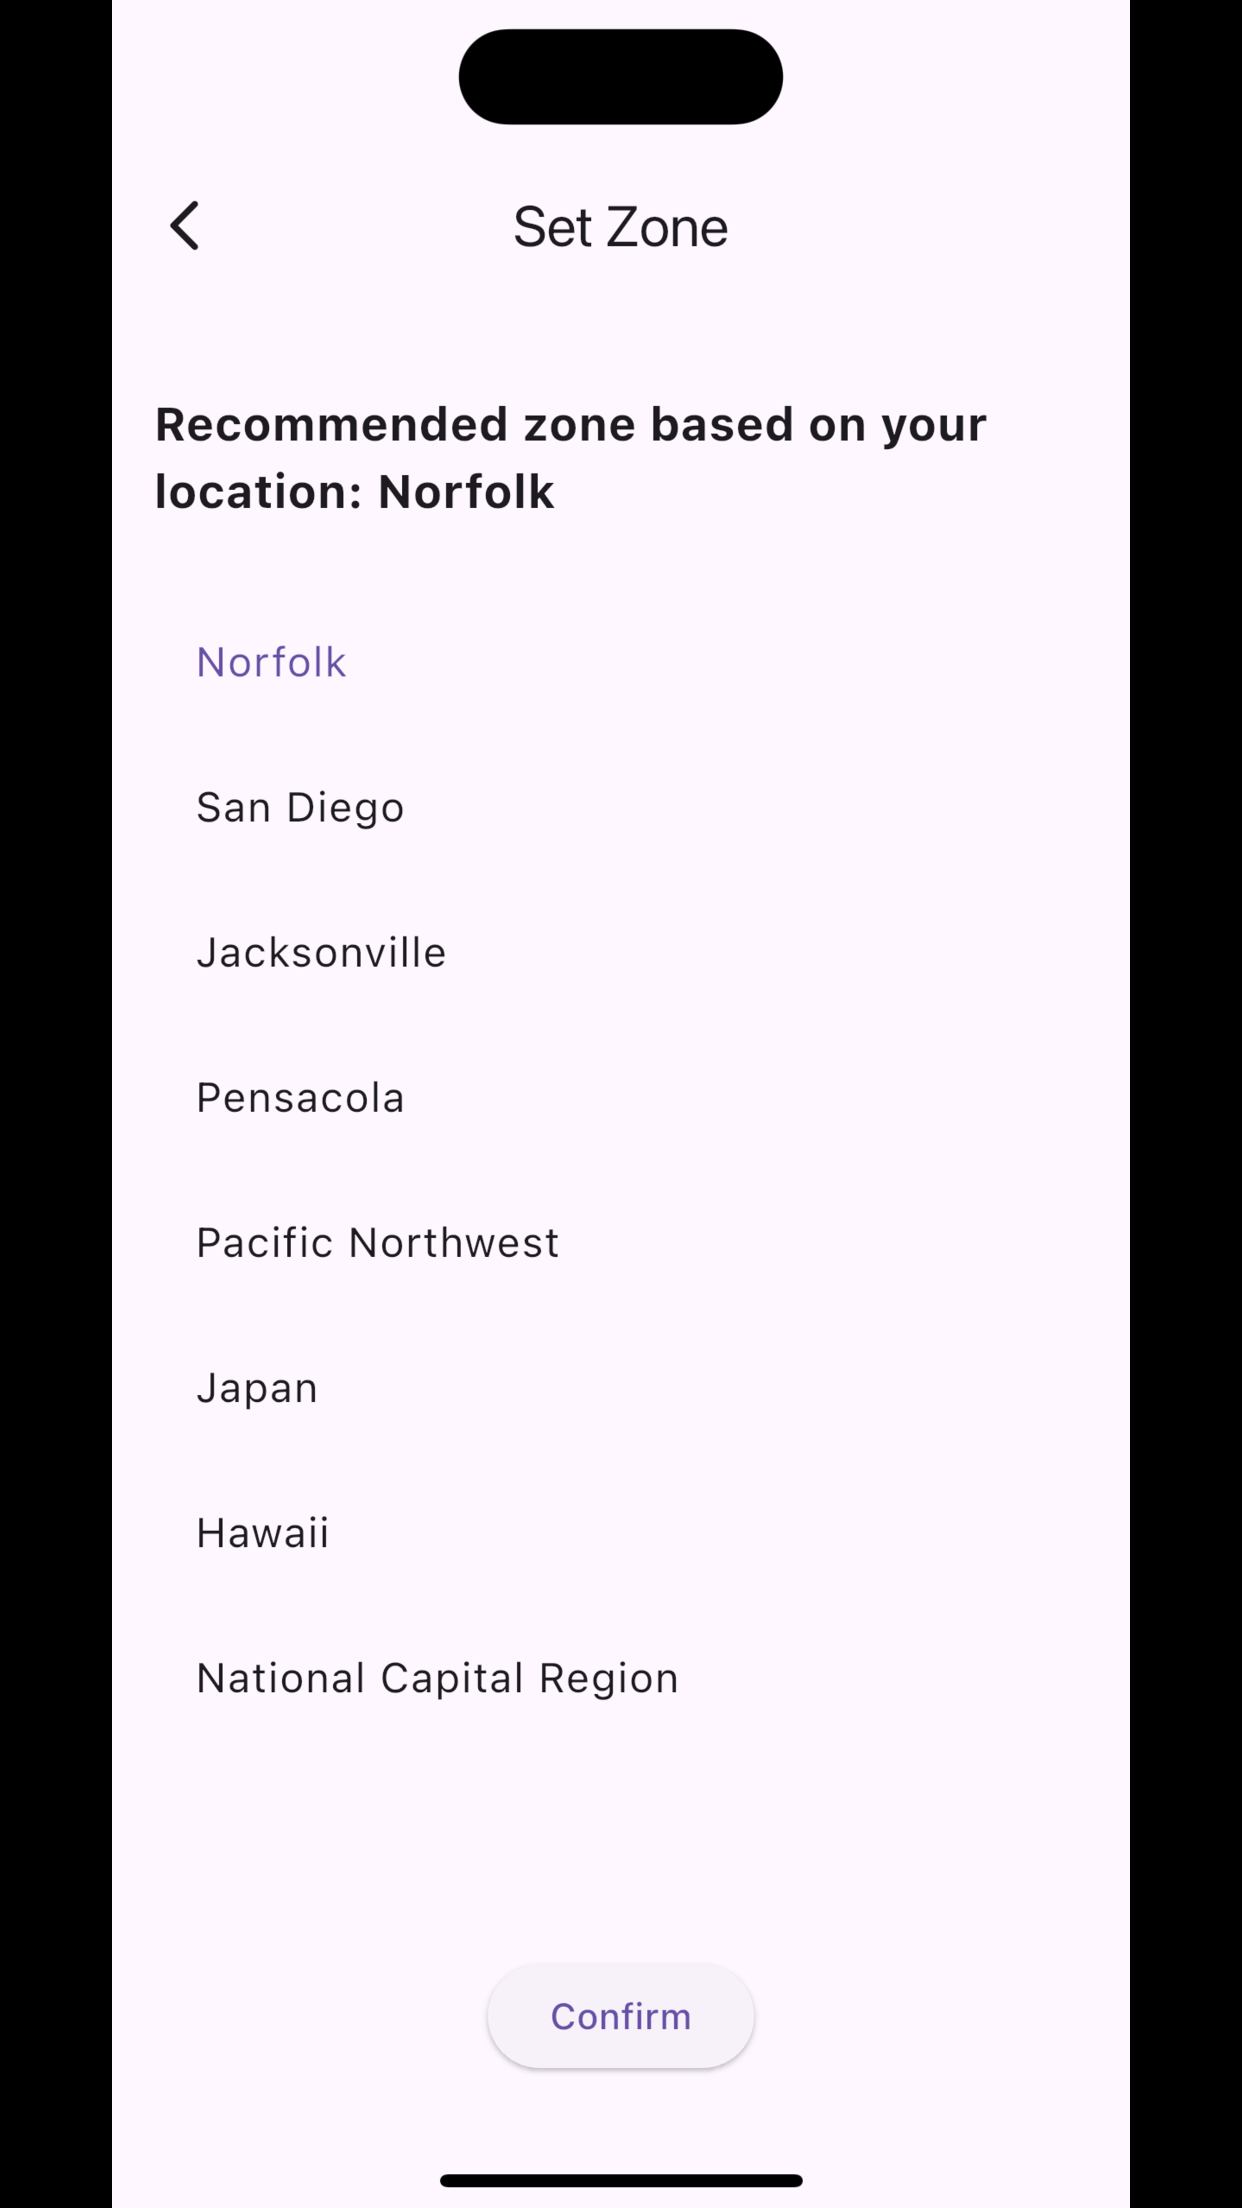 Set Zone
Recommended zone based on your
location: Norfolk
Norfolk
San Diego
Jacksonville
Pensacola
Pacific Northwest
Japan
Hawaii
National Capital Region
Confirm